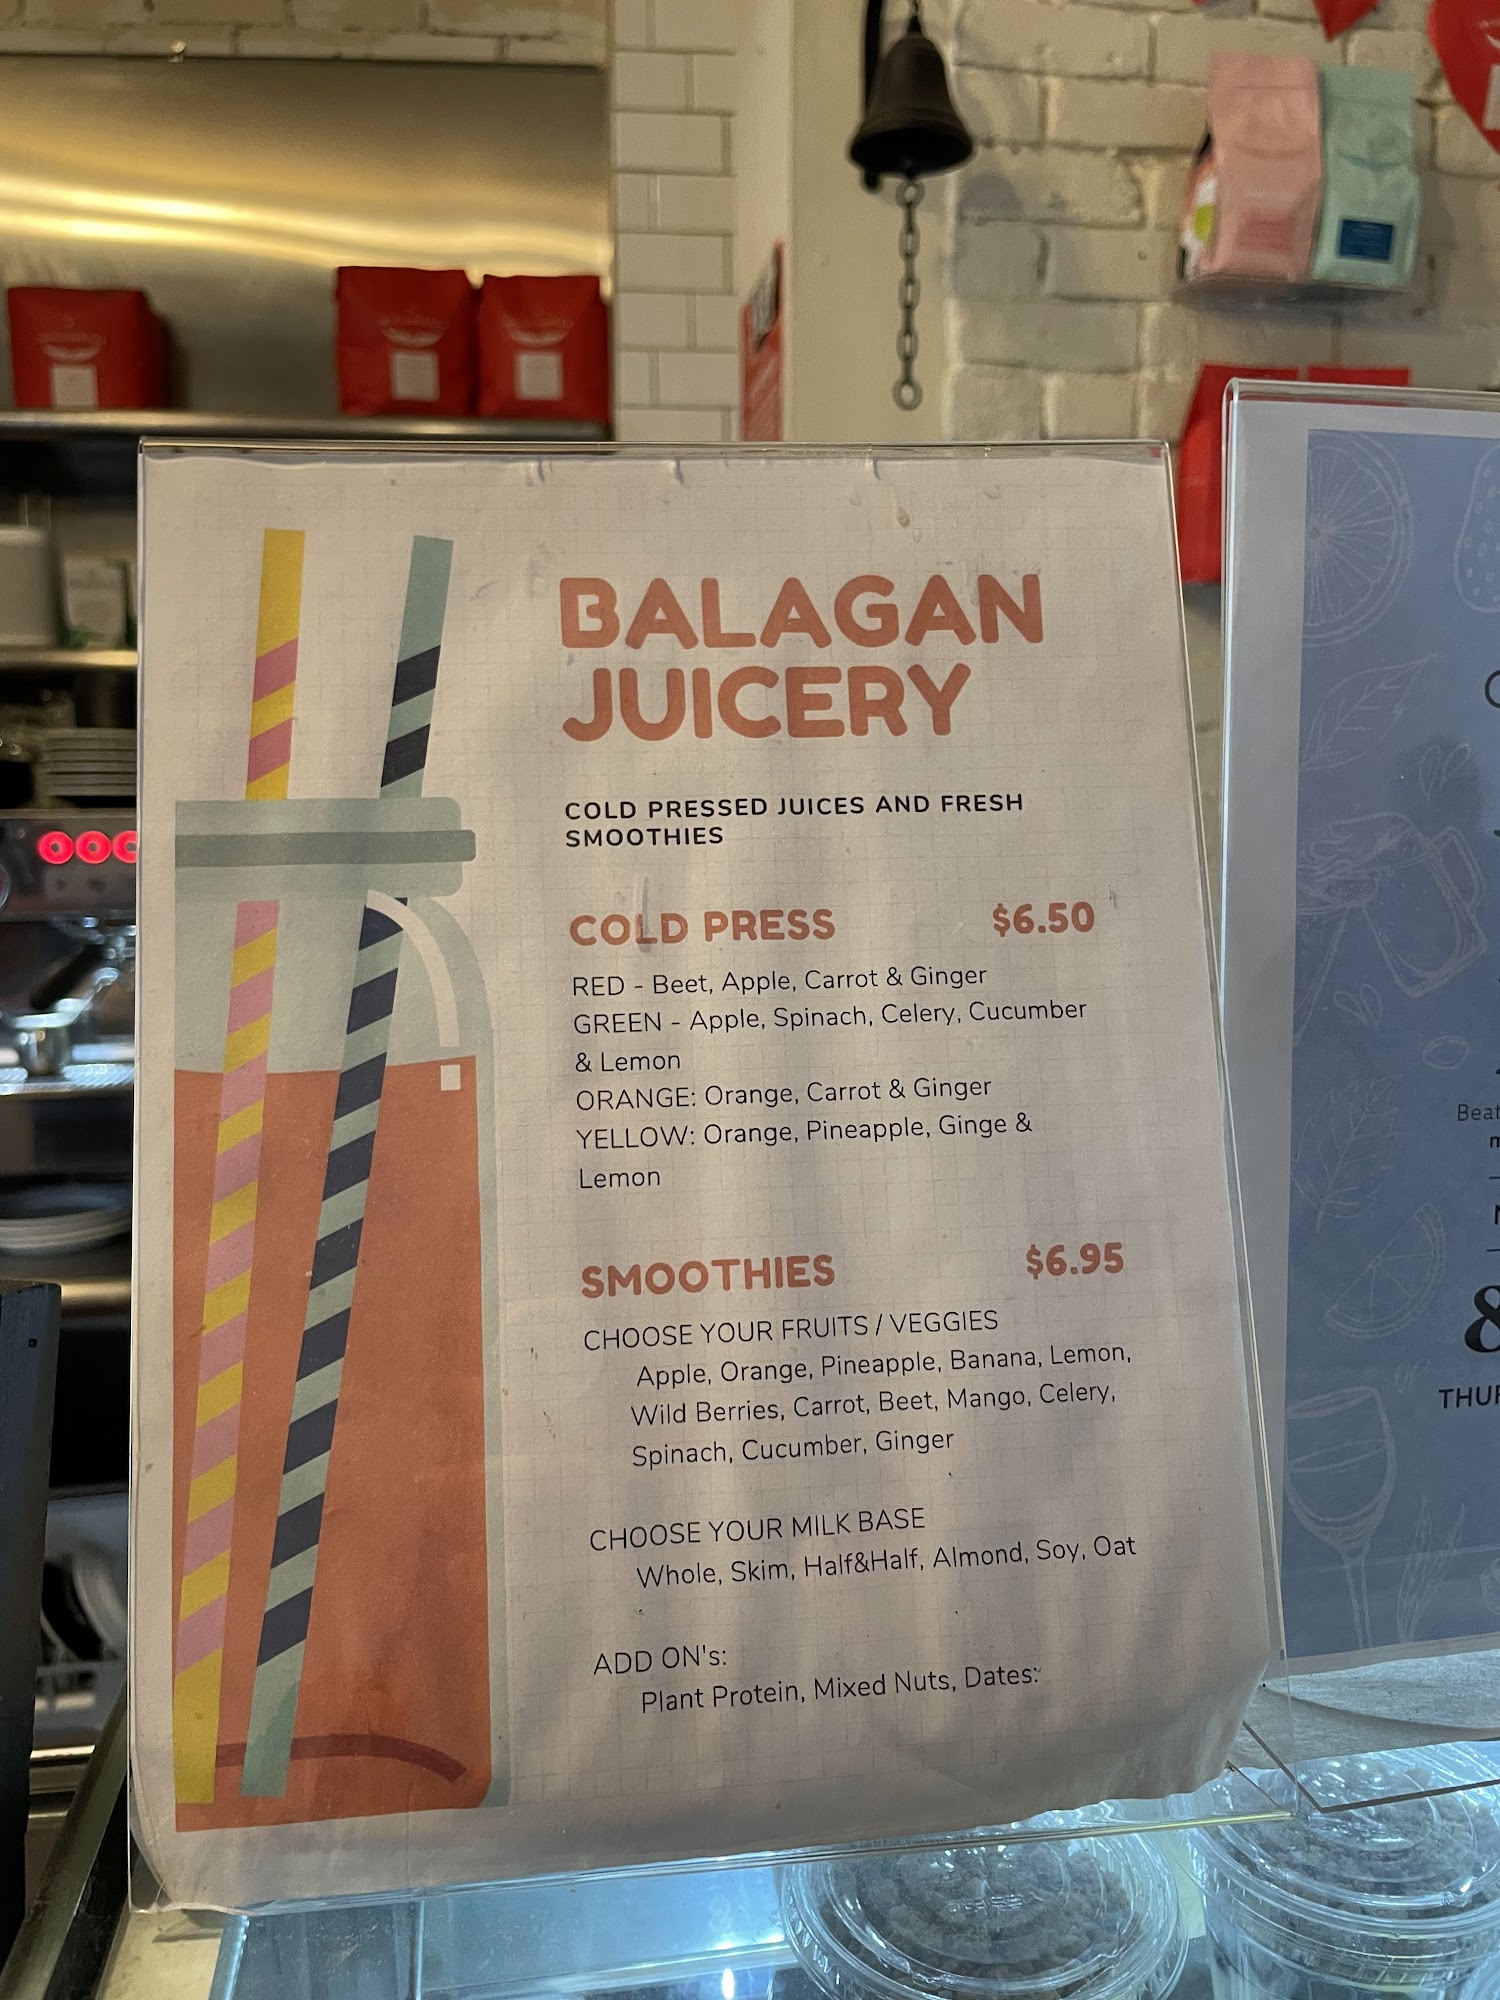 BALAGAN
JUICERY
COLD PRESSED JUICES AND FRESH
SMOOTHIES
COLD PRESS $6.50
RED - Beet, Apple, Carrot & Ginger
GREEN - Apple, Spinach, Celery, Cucumber
& Lemon
ORANGE: Orange, Carrot & Ginger
YELLOW: Orange, Pineapple, Ginge &
Lemon
SMOOTHIES $6.95
CHOOSE YOUR FRUITS / VEGGIES
Apple, Orange, Pineapple, Banana, Lemon,
Wild Berries, Carrot, Beet, Mango, Celery,
Spinach, Cucumber, Ginger
CHOOSE YOUR MILK BASE
Whole, Skim, Half&Half, Almond, Soy, Oat
ADD ON's:
Plant Protein, Mixed Nuts, Dates:
&